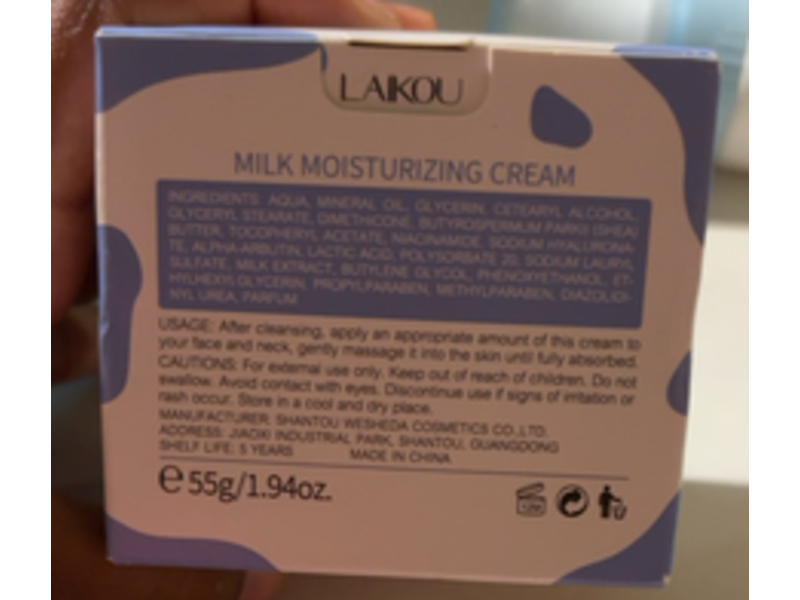 LAIKOU
MILK MOISTURIZING CREAM
INGREDIENTS: AQUA, MINERAL OIL, GLYCERIN, CETEARYL ALCOHOL,
GLYCERYL STEARATE, DIMETHICONE, BUTYROSPERMUM PARKII (SHEA)
BUTTER, TOCOPHERYL ACETATE, NIACINAMIDE, SODIUM HYALURONA-
TE, ALPHA-ARBUTIN, LACTIC ACID, POLYSORBATE 20, SODIUM LAURYL
SULFATE, MILK EXTRACT, BUTYLENE GLYCOL, PHENOXYETHANOL, ET-
HYLHEXYLGLYCERIN, PROPYLPARABEN, METHYLPARABEN, DIAZOLIDI-
NYL UREA, PARFUM
USAGE: After cleansing, apply an appropriate amount of this cream to
your face and neck, gently massage it into the skin until fully absorbed.
CAUTIONS: For external use only. Keep out of reach of children. Do not
swallow. Avoid contact with eyes. Discontinue use if signs of irritation or
rash occur. Store in a cool and dry place.
MANUFACTURER: SHANTOU WESHEDA COSMETICS CO.,LTD.
ADDRESS: JIAOXI INDUSTRIAL PARK, SHANTOU, GUANGDONG
SHELF LIFE: 5 YEARS MADE IN CHINA
e 55g/1.94oz.